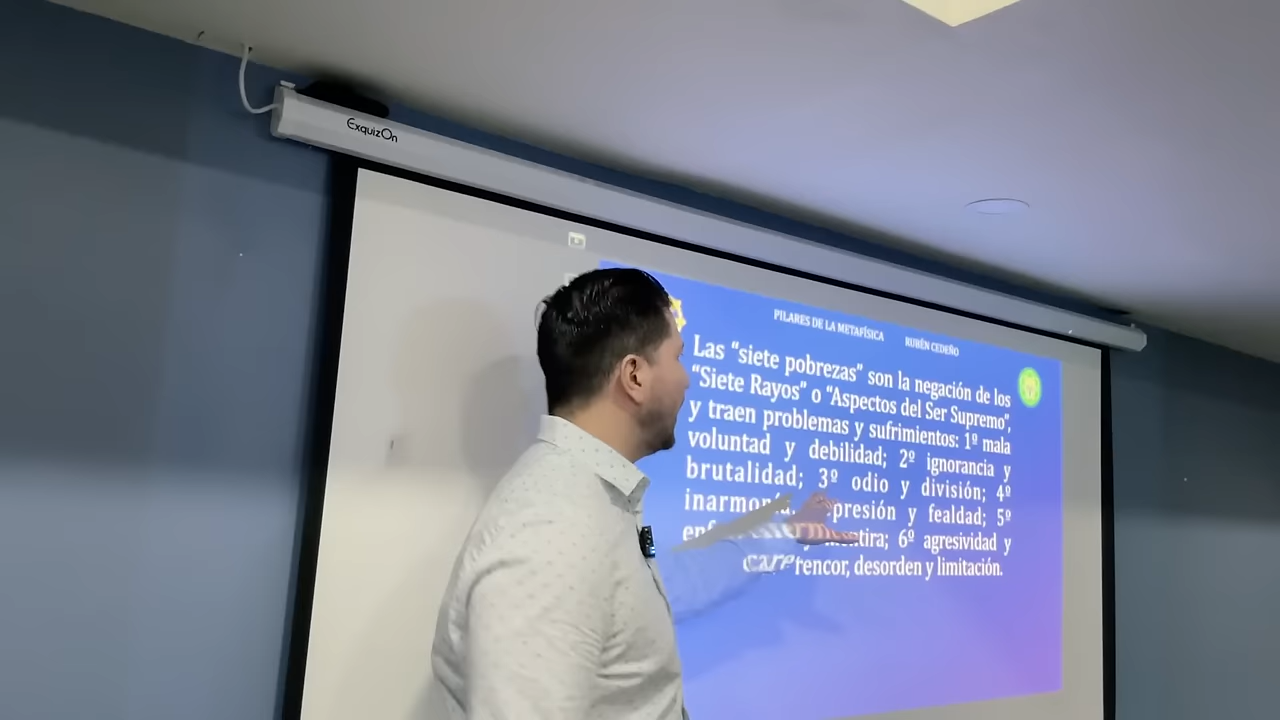 ExquizOn
PILARES DE LA METAFÍSICA RUBÉN CEDEÑO
Las “siete pobrezas” son la negación de los
“Siete Rayos” o “Aspectos del Ser Supremo”,
y traen problemas y sufrimientos: 1º mala
voluntad y debilidad; 2º ignorancia y
brutalidad; 3º odio y división; 4º
y fealdad; 5º
y 6º agresividad y
rencor, desorden y limitación.